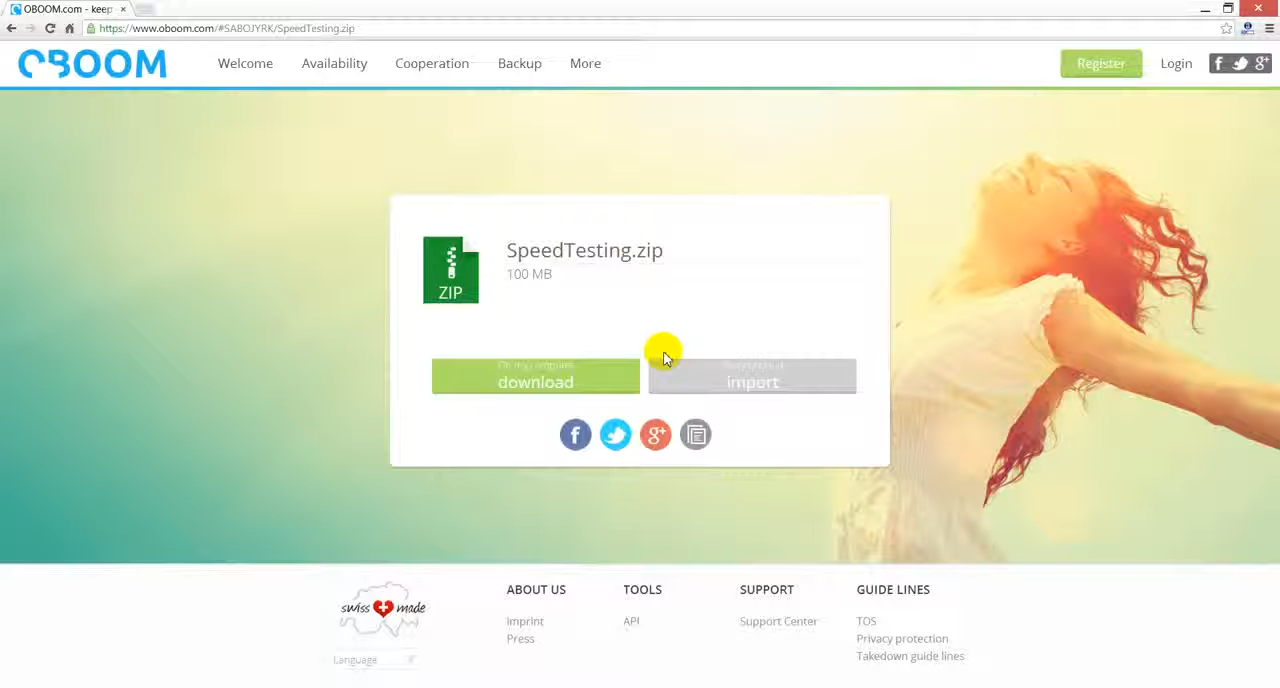 OBOOM.com - keep
https://www.oboom.com/#SABOJYRK/SpeedTesting.zip
OBOOM
Welcome
Availability
Cooperation
Backup
More
Register
Login
SpeedTesting.zip
100 MB
ZIP
download
import
swiss made
Language
ABOUT US
Imprint
Press
TOOLS
API
SUPPORT
Support Center
GUIDE LINES
TOS
Privacy protection
Takedown guide lines